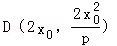 D (2x₀, 2x₀²/p)